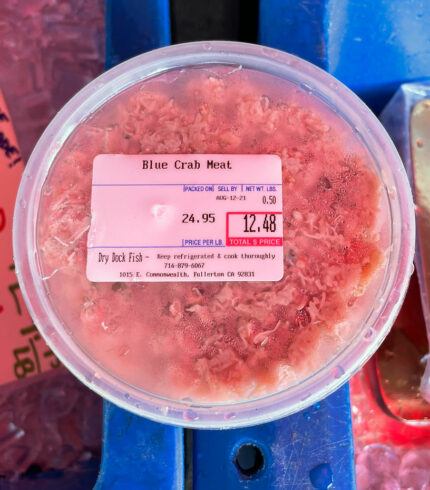 Blue Crab Meat
PACKED ON SELL BY NET WT. LBS.
AUG-12-21 0.50
24.95 12.48
PRICE PER LB. TOTAL $ PRICE
Dry Dock Fish - Keep refrigerated & cook thoroughly
714-879-6067
1015 E. Commonwealth, Fullerton CA 92831